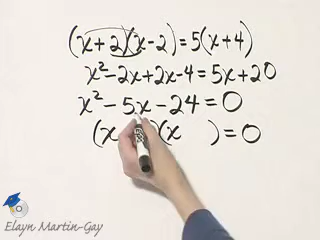 (x+2)(x-2)=5(x+4)
x²-2x+2x-4=5x+20
x²-5x-24=0
(x )(x )=0
Elayn Martin-Gay